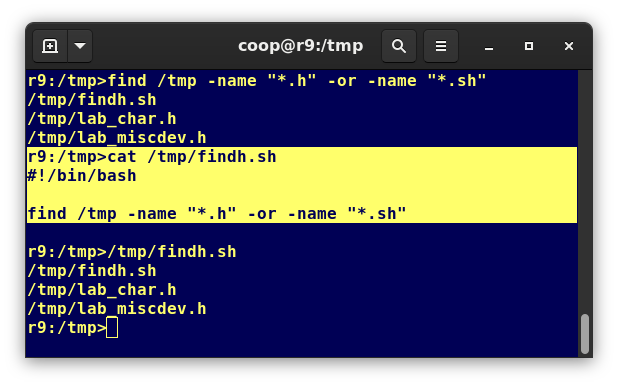 coop@r9:/tmp
r9:/tmp>find /tmp -name "*.h" -or -name "*.sh"
/tmp/findh.sh
/tmp/lab_char.h
/tmp/lab_miscdev.h
r9:/tmp>cat /tmp/findh.sh
#!/bin/bash
find /tmp -name "*.h" -or -name "*.sh"
r9:/tmp>/tmp/findh.sh
/tmp/findh.sh
/tmp/lab_char.h
/tmp/lab_miscdev.h
r9:/tmp>